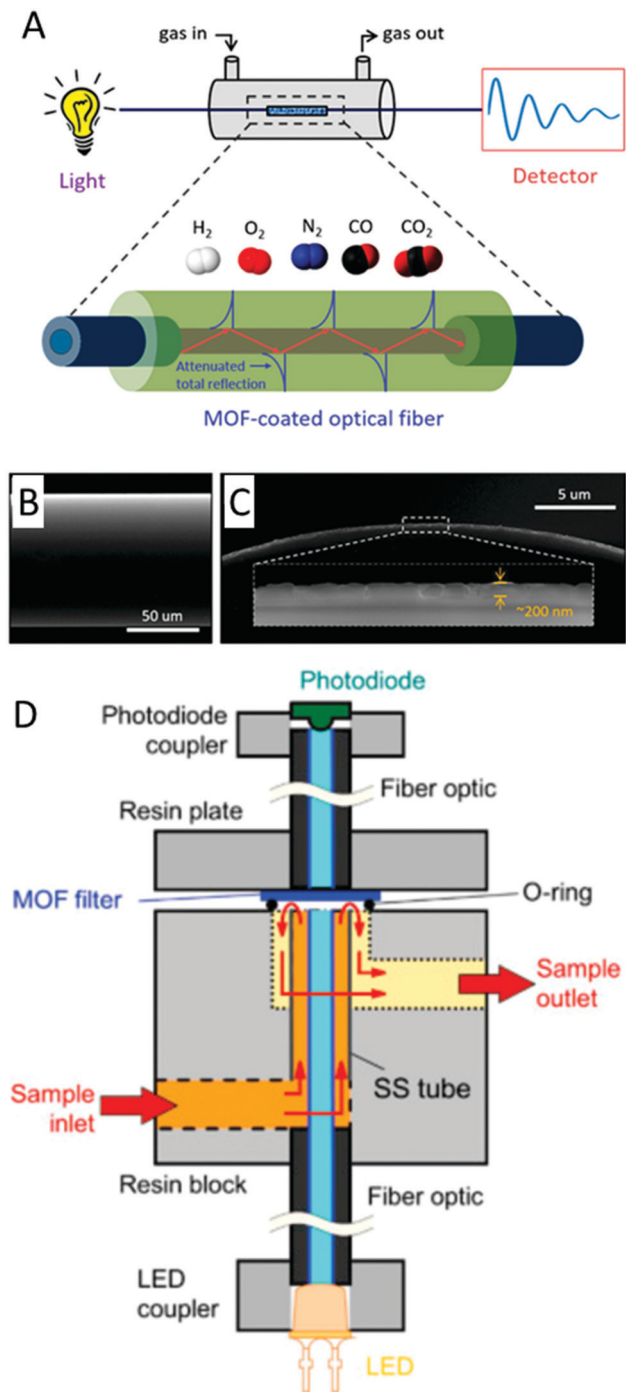 A
gas in
gas out
Light
Detector
H2
O2
N2
CO
CO2
Attenuated
total reflection
MOF-coated optical fiber
B
50 um
C
5 um
~200 nm
D
Photodiode
Photodiode
coupler
Fiber optic
Resin plate
MOF filter
O-ring
Sample
outlet
SS tube
Sample
inlet
Resin block
Fiber optic
LED
coupler
LED